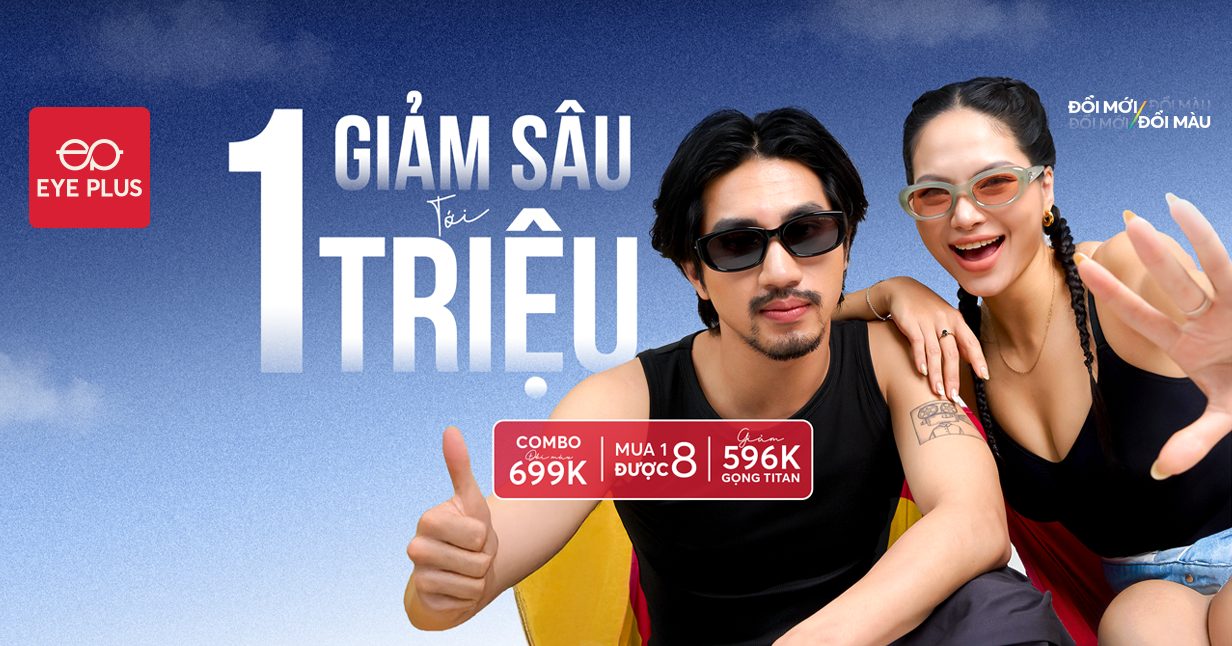 ep
EYE PLUS
GIẢM SÂU
Tới
1 TRIỆU
ĐỔI MỚI/ĐỔI MÀU
ĐỔI MỚI/ĐỔI MÀU
COMBO
Đổi màu
699K
MUA 1
ĐƯỢC 8
Giảm
596K
GỌNG TITAN